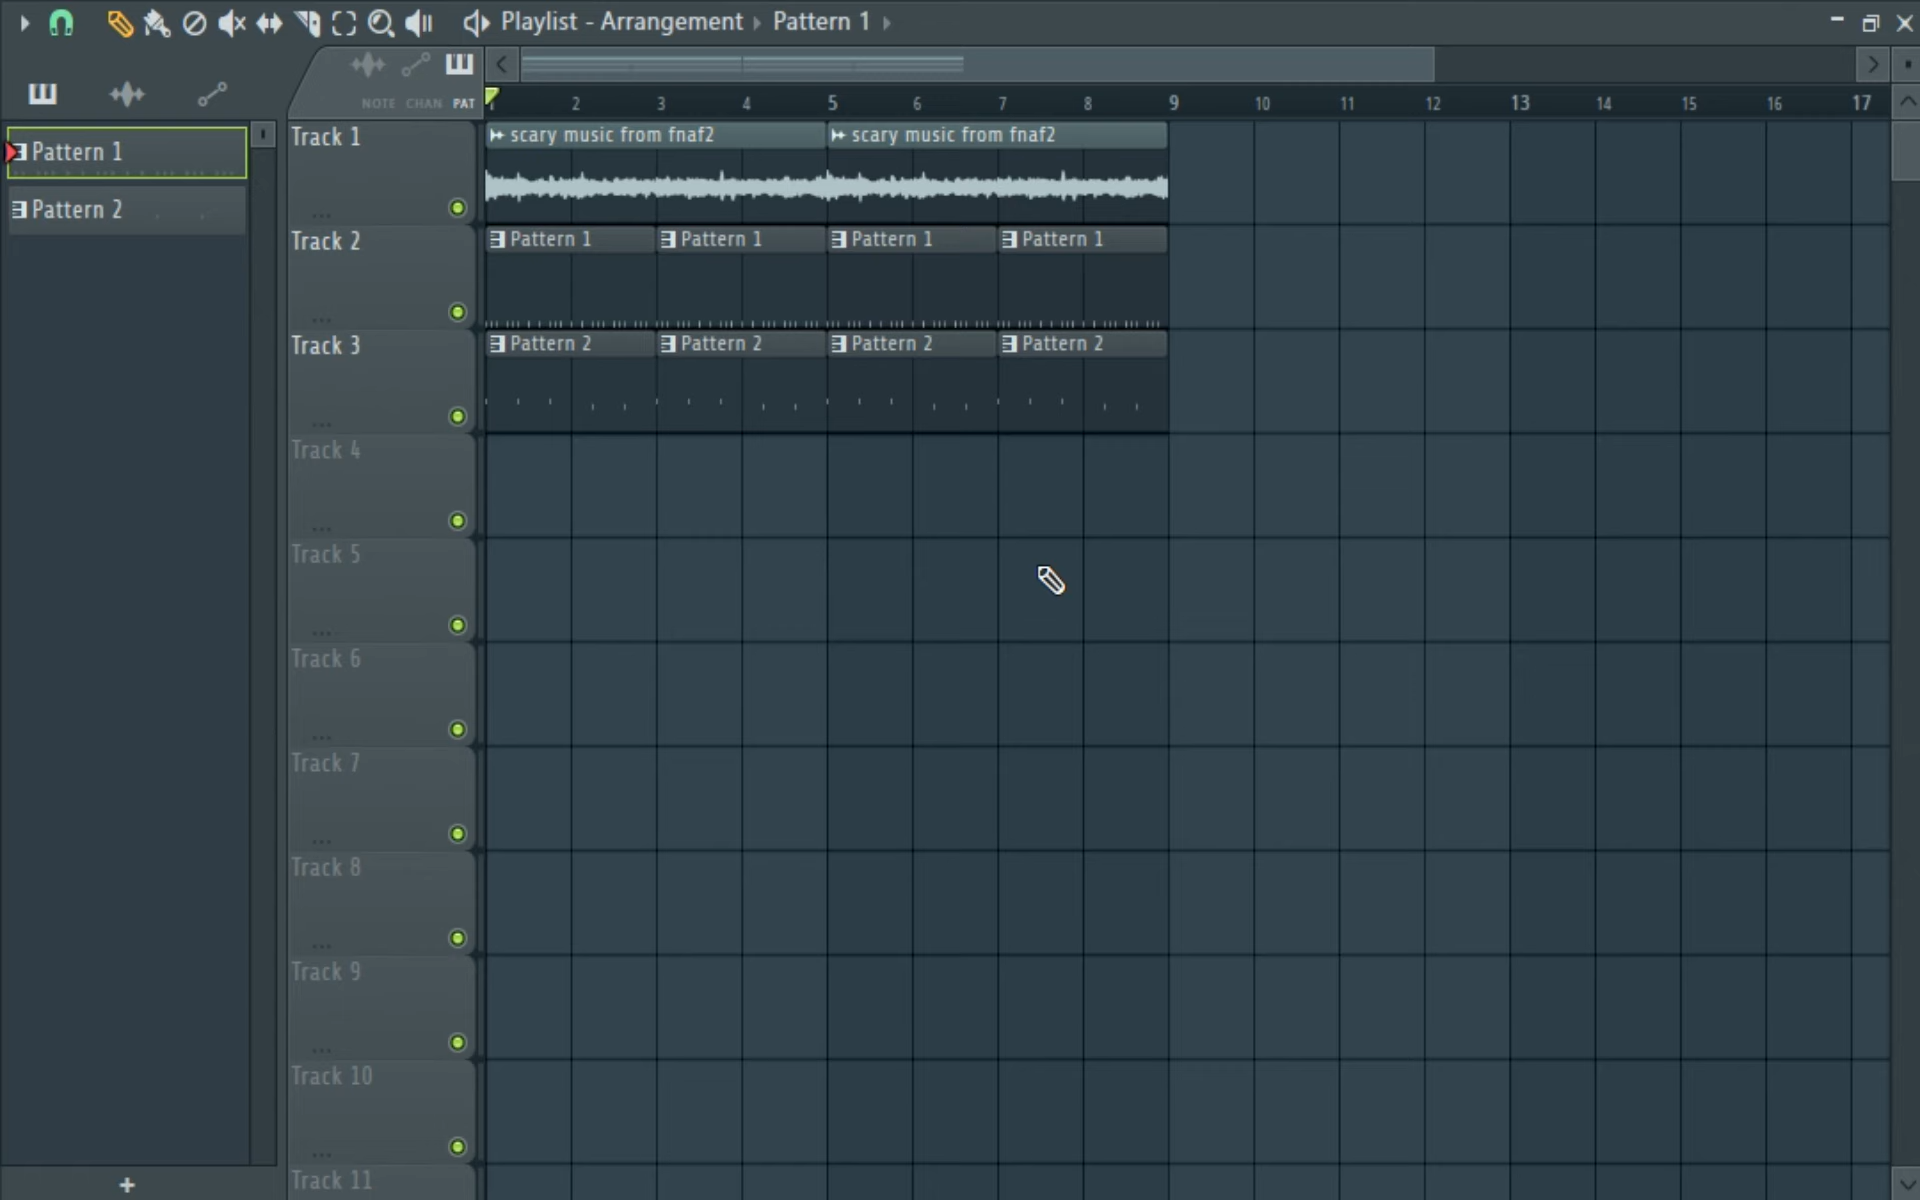 Playlist - Arrangement › Pattern 1 ›
NOTE CHAN PAT
1 2 3 4 5 6 7 8 9 10 11 12 13 14 15 16 17
Pattern 1
Pattern 2
Track 1
scary music from fnaf2 scary music from fnaf2
Track 2
Pattern 1 Pattern 1 Pattern 1 Pattern 1
Track 3
Pattern 2 Pattern 2 Pattern 2 Pattern 2
Track 4
Track 5
Track 6
Track 7
Track 8
Track 9
Track 10
Track 11